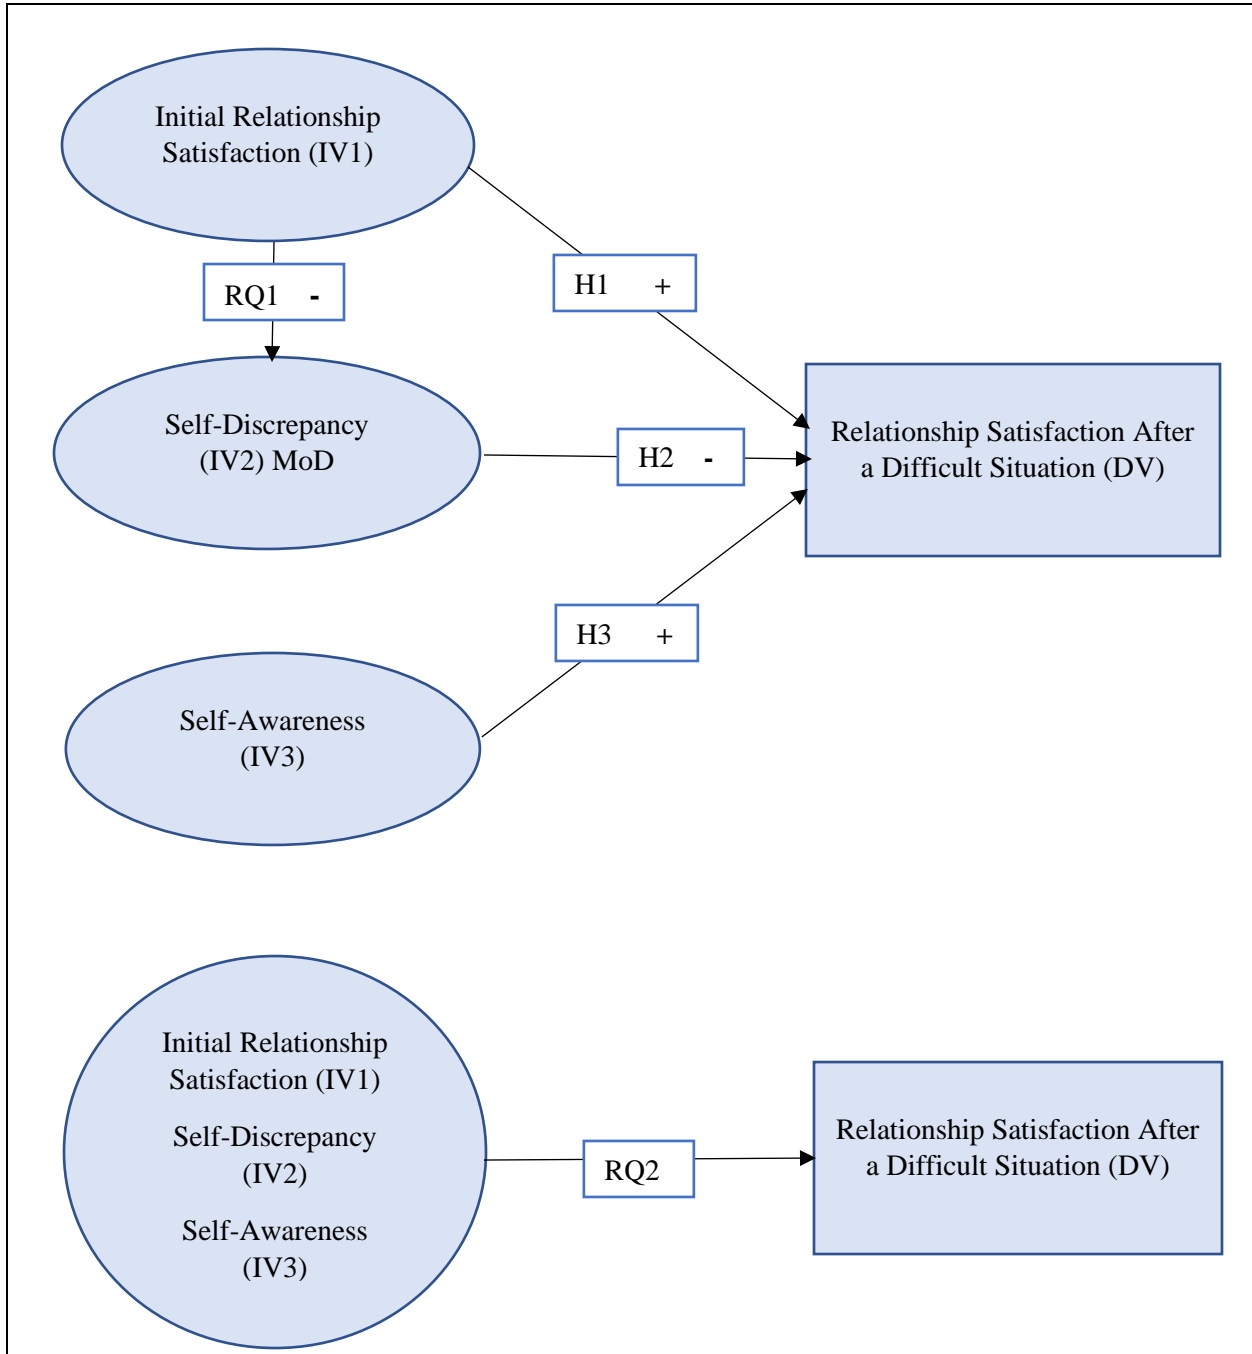 Initial Relationship
Satisfaction (IV1)
RQ1 -
H1 +
Self-Discrepancy
(IV2) MoD
H2 -
Relationship Satisfaction After
a Difficult Situation (DV)
H3 +
Self-Awareness
(IV3)
Initial Relationship
Satisfaction (IV1)
Self-Discrepancy
(IV2)
Self-Awareness
(IV3)
RQ2
Relationship Satisfaction After
a Difficult Situation (DV)